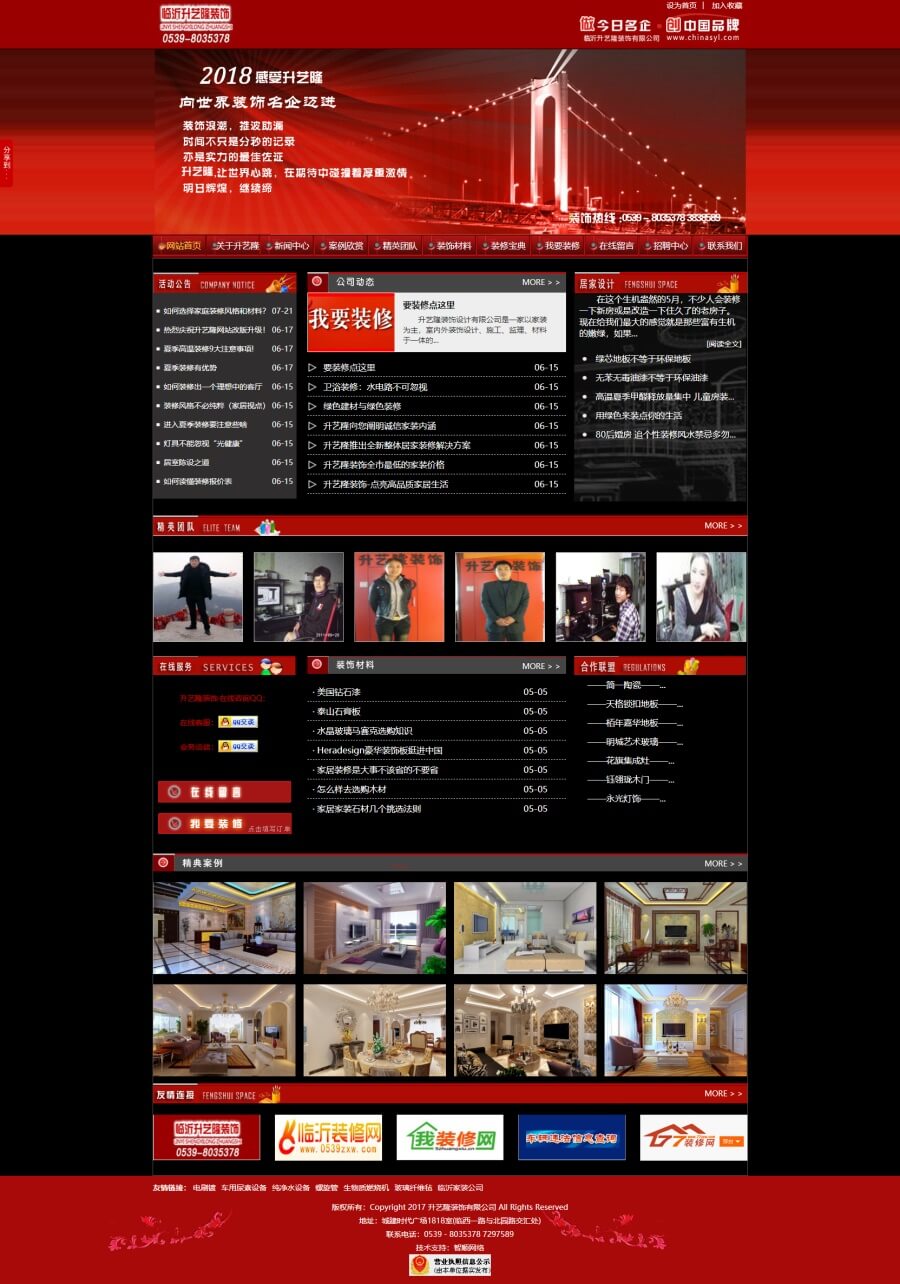 临沂升艺隆装饰
LINYI SHENGYILONG ZHUANGSHI
0539-8035378
设为首页 | 加入收藏
做今日名企 创中国品牌
临沂升艺隆装饰有限公司 www.chinasyl.com
2018 感受升艺隆
向世界装饰名企迈进
装饰浪潮，推波助澜
时间不只是分秒的记录
亦是实力的最佳佐证
升艺隆,让世界心跳，在期待中碰撞着厚重激情
明日辉煌，继续缔
分享到...
装饰热线:0539-8035378 3838589
网站首页 关于升艺隆 新闻中心 案例欣赏 精英团队 装饰材料 装修宝典 我要装修 在线留言 招聘中心 联系我们
活动公告 COMPANY NOTICE
如何选择家庭装修风格和材料? 07-21
热烈庆祝升艺隆网站改版升级! 06-17
夏季高温装修9大注意事项! 06-17
夏季装修有优势 06-17
如何装修出一个理想中的客厅 06-15
装修风格不必纯粹（家居视点） 06-15
进入夏季装修要注意些啥 06-15
灯具不能忽视“光健康” 06-15
居室陈设之道 06-15
如何读懂装修报价表 06-15
公司动态 MORE > >
我要装修
要装修点这里
升艺隆装饰设计有限公司是一家以家装
为主，室内外装饰设计、施工、监理、材料
于一体的...
要装修点这里 06-15
卫浴装修：水电路不可忽视 06-15
绿色建材与绿色装修 06-15
升艺隆向您阐明诚信家装内涵 06-15
升艺隆推出全新整体居家装修解决方案 06-15
升艺隆装饰全市最低的家装价格 06-15
升艺隆装饰-点亮高品质家居生活 06-15
居家设计 FENGSHUI SPACE
在这个生机盎然的5月，不少人会装修
一下新房或是改造一下住久了的老房子。
现在给我们最大的感觉就是那些富有生机
的嫩绿，如果...
[阅读全文]
绿芯地板不等于环保地板
无苯无毒油漆不等于环保油漆
高温夏季甲醛释放量集中 儿童房装...
用绿色来装点你的生活
80后婚房 追个性装修风水禁忌多勿...
精英团队 ELITE TEAM MORE > >
升艺隆装饰
升艺隆装饰
在线服务 SERVICES
升艺隆装饰在线咨询QQ:
在线客服: QQ交谈
QQ交谈
在线留言
我要装修 点击填写订单
装饰材料 MORE > >
· 美国钻石漆 05-05
· 泰山石膏板 05-05
· 水晶玻璃马赛克选购知识 05-05
· Heradesign豪华装饰板挺进中国 05-05
· 家居装修是大事不该省的不要省 05-05
· 怎么样去选购木材 05-05
· 家居家装石材几个挑选法则 05-05
合作联盟 REGULATIONS
——简一陶瓷——...
——天格锁扣地板——...
——栢年嘉华地板——...
——明城艺术玻璃——...
——花旗集成灶——...
——钰领珑木门——...
——永光灯饰——...
精典案例 MORE > >
友情连接 FENGSHUI SPACE MORE > >
临沂升艺隆装饰
LINYI SHENGYILONG ZHUANGSHI
0539-8035378
临沂装修网
www.0539zxw.com
我装修网
5zhuangxiu.cn
车辆违法信息查询
装修网
友情链接： 电刷镀 车用尿素设备 纯净水设备 螺旋管 生物质燃烧机 玻璃纤维毡 临沂家装公司
版权所有：Copyright 2017 升艺隆装饰有限公司 All Rights Reserved
地址：城建时代广场1818室(临西一路与北园路交汇处)
联系电话：0539 - 8035378 7297589
技术支持：智顺网络
营业执照信息公示
(由本单位据实发布)